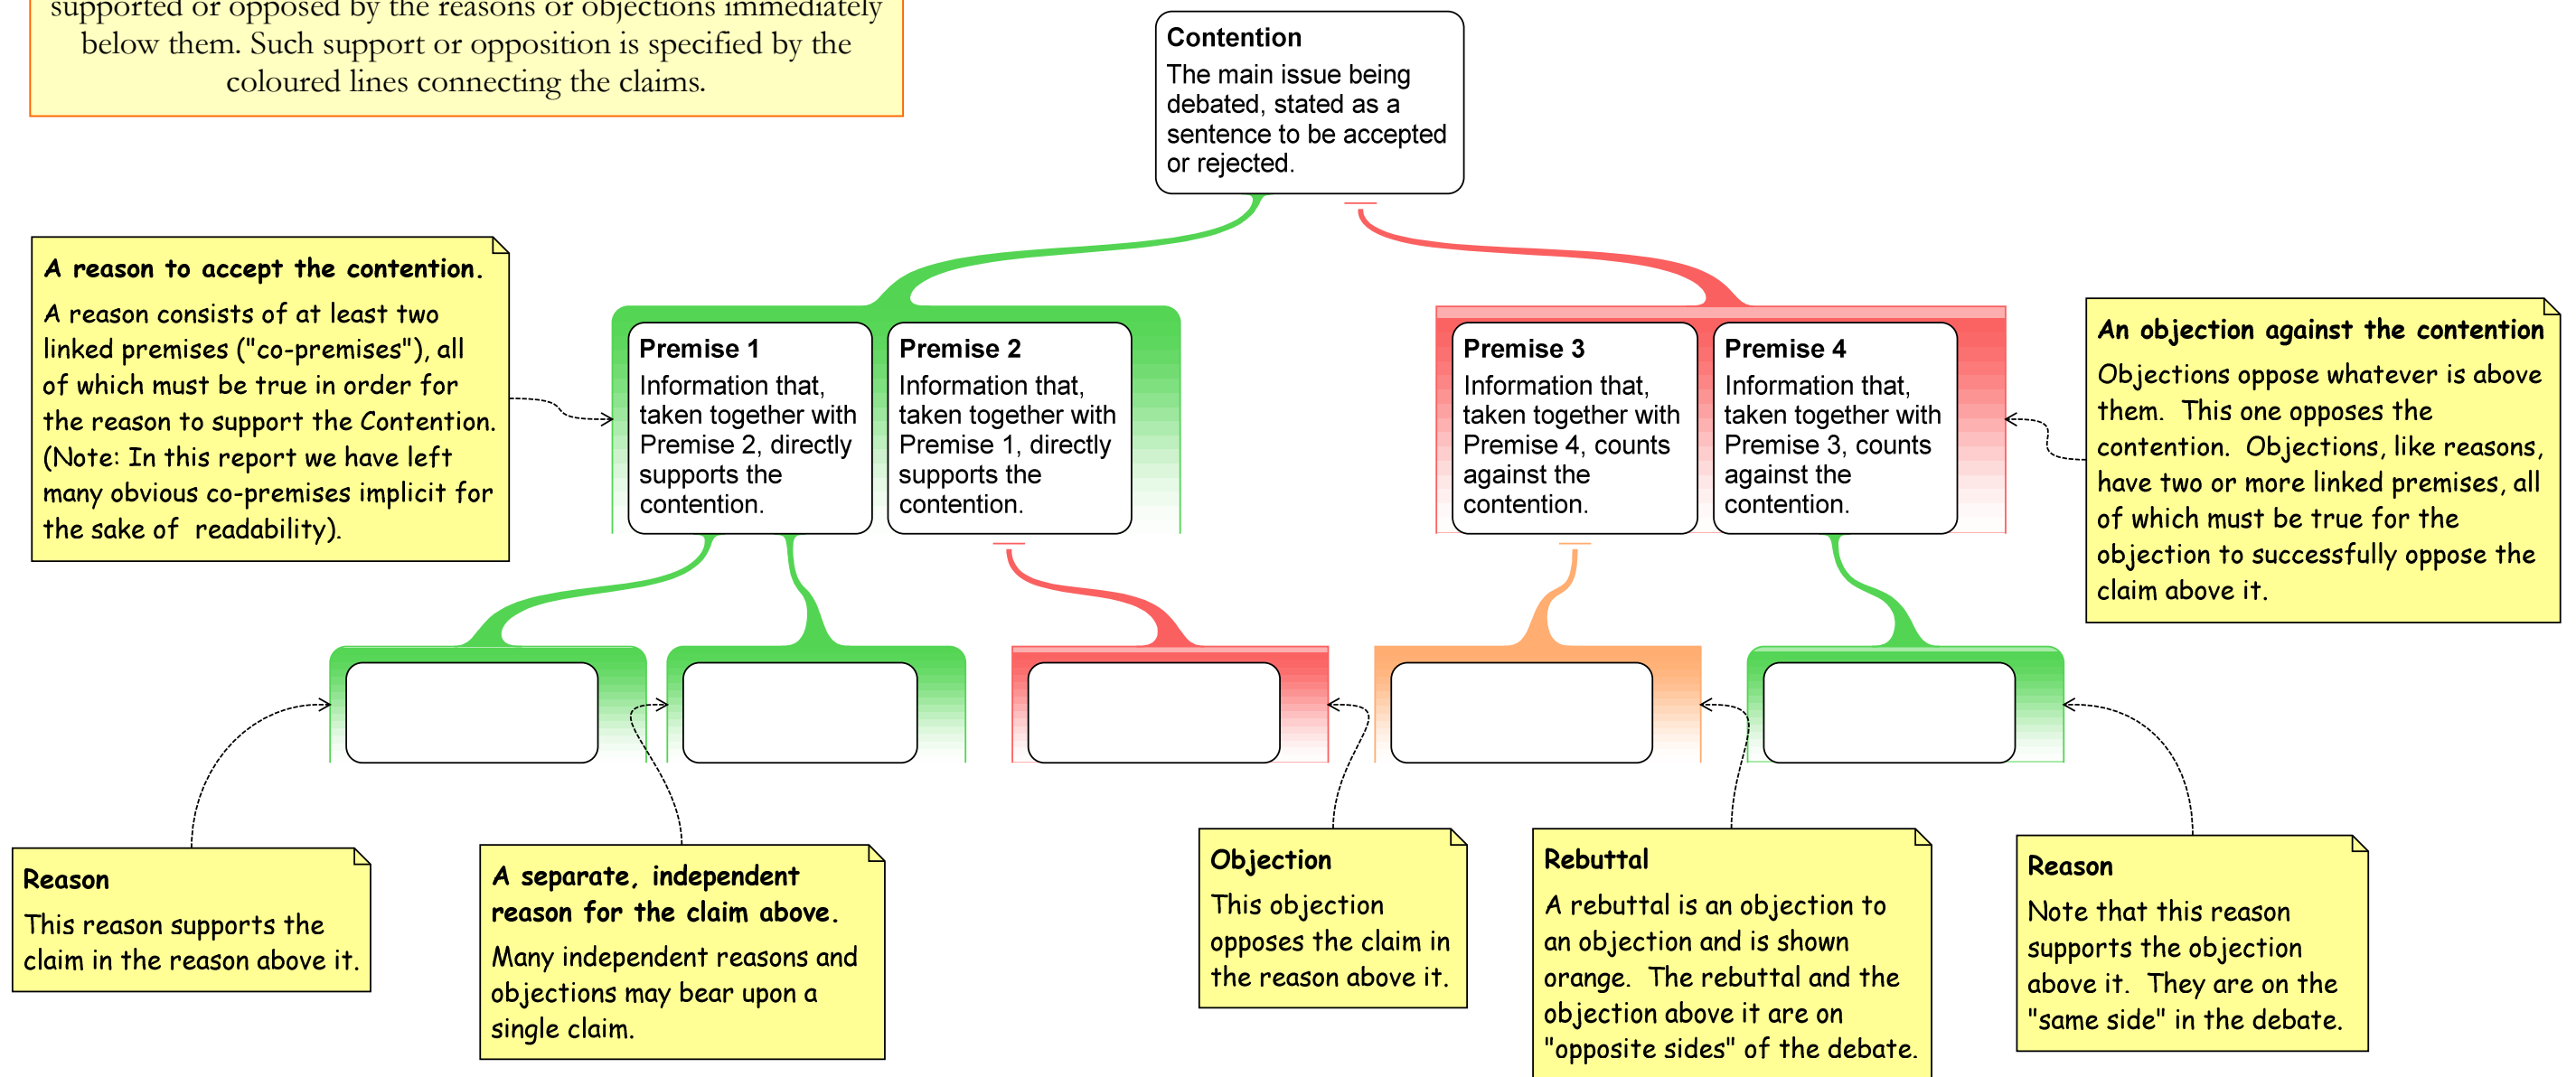 supported or opposed by the reasons or objections immediately
below them. Such support or opposition is specified by the
coloured lines connecting the claims.
Contention
The main issue being
debated, stated as a
sentence to be accepted
or rejected.
A reason to accept the contention.
A reason consists of at least two
linked premises ("co-premises"), all
of which must be true in order for
the reason to support the Contention.
(Note: In this report we have left
many obvious co-premises implicit for
the sake of  readability).
Premise 1
Information that,
taken together with
Premise 2, directly
supports the
contention.
Premise 2
Information that,
taken together with
Premise 1, directly
supports the
contention.
Premise 3
Information that,
taken together with
Premise 4, counts
against the
contention.
Premise 4
Information that,
taken together with
Premise 3, counts
against the
contention.
An objection against the contention
Objections oppose whatever is above
them.  This one opposes the
contention.  Objections, like reasons,
have two or more linked premises, all
of which must be true for the
objection to successfully oppose the
claim above it.
Reason
This reason supports the
claim in the reason above it.
A separate, independent
reason for the claim above.
Many independent reasons and
objections may bear upon a
single claim.
Objection
This objection
opposes the claim in
the reason above it.
Rebuttal
A rebuttal is an objection to
an objection and is shown
orange.  The rebuttal and the
objection above it are on
"opposite sides" of the debate.
Reason
Note that this reason
supports the objection
above it.  They are on the
"same side" in the debate.